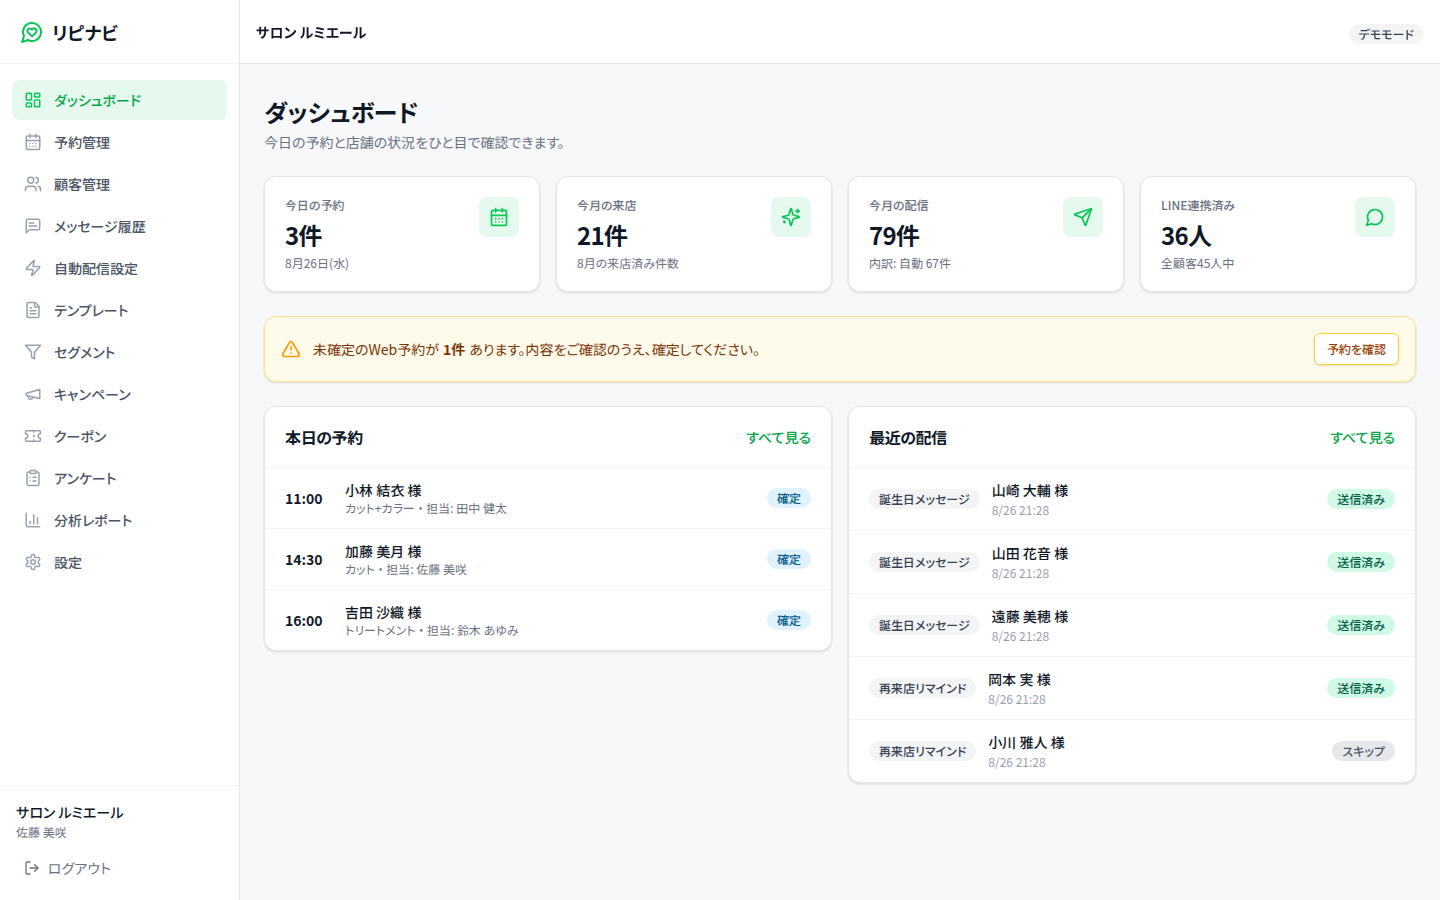 リピナビ
サロン ルミエール
デモモード
ダッシュボード
予約管理
顧客管理
メッセージ履歴
自動配信設定
テンプレート
セグメント
キャンペーン
クーポン
アンケート
分析レポート
設定
サロン ルミエール
佐藤 美咲
ログアウト
ダッシュボード
今日の予約と店舗の状況をひと目で確認できます。
今日の予約
3件
8月26日(水)
今月の来店
21件
8月の来店済み件数
今月の配信
79件
内訳: 自動 67件
LINE連携済み
36人
全顧客45人中
未確定のWeb予約が 1件 あります。内容をご確認のうえ、確定してください。
予約を確認
本日の予約
すべて見る
11:00
小林 結衣 様
カット+カラー・担当: 田中 健太
確定
14:30
加藤 美月 様
カット・担当: 佐藤 美咲
確定
16:00
吉田 沙織 様
トリートメント・担当: 鈴木 あゆみ
確定
最近の配信
すべて見る
誕生日メッセージ
山崎 大輔 様
8/26 21:28
送信済み
誕生日メッセージ
山田 花音 様
8/26 21:28
送信済み
誕生日メッセージ
遠藤 美穂 様
8/26 21:28
送信済み
再来店リマインド
岡本 実 様
8/26 21:28
送信済み
再来店リマインド
小川 雅人 様
8/26 21:28
スキップ